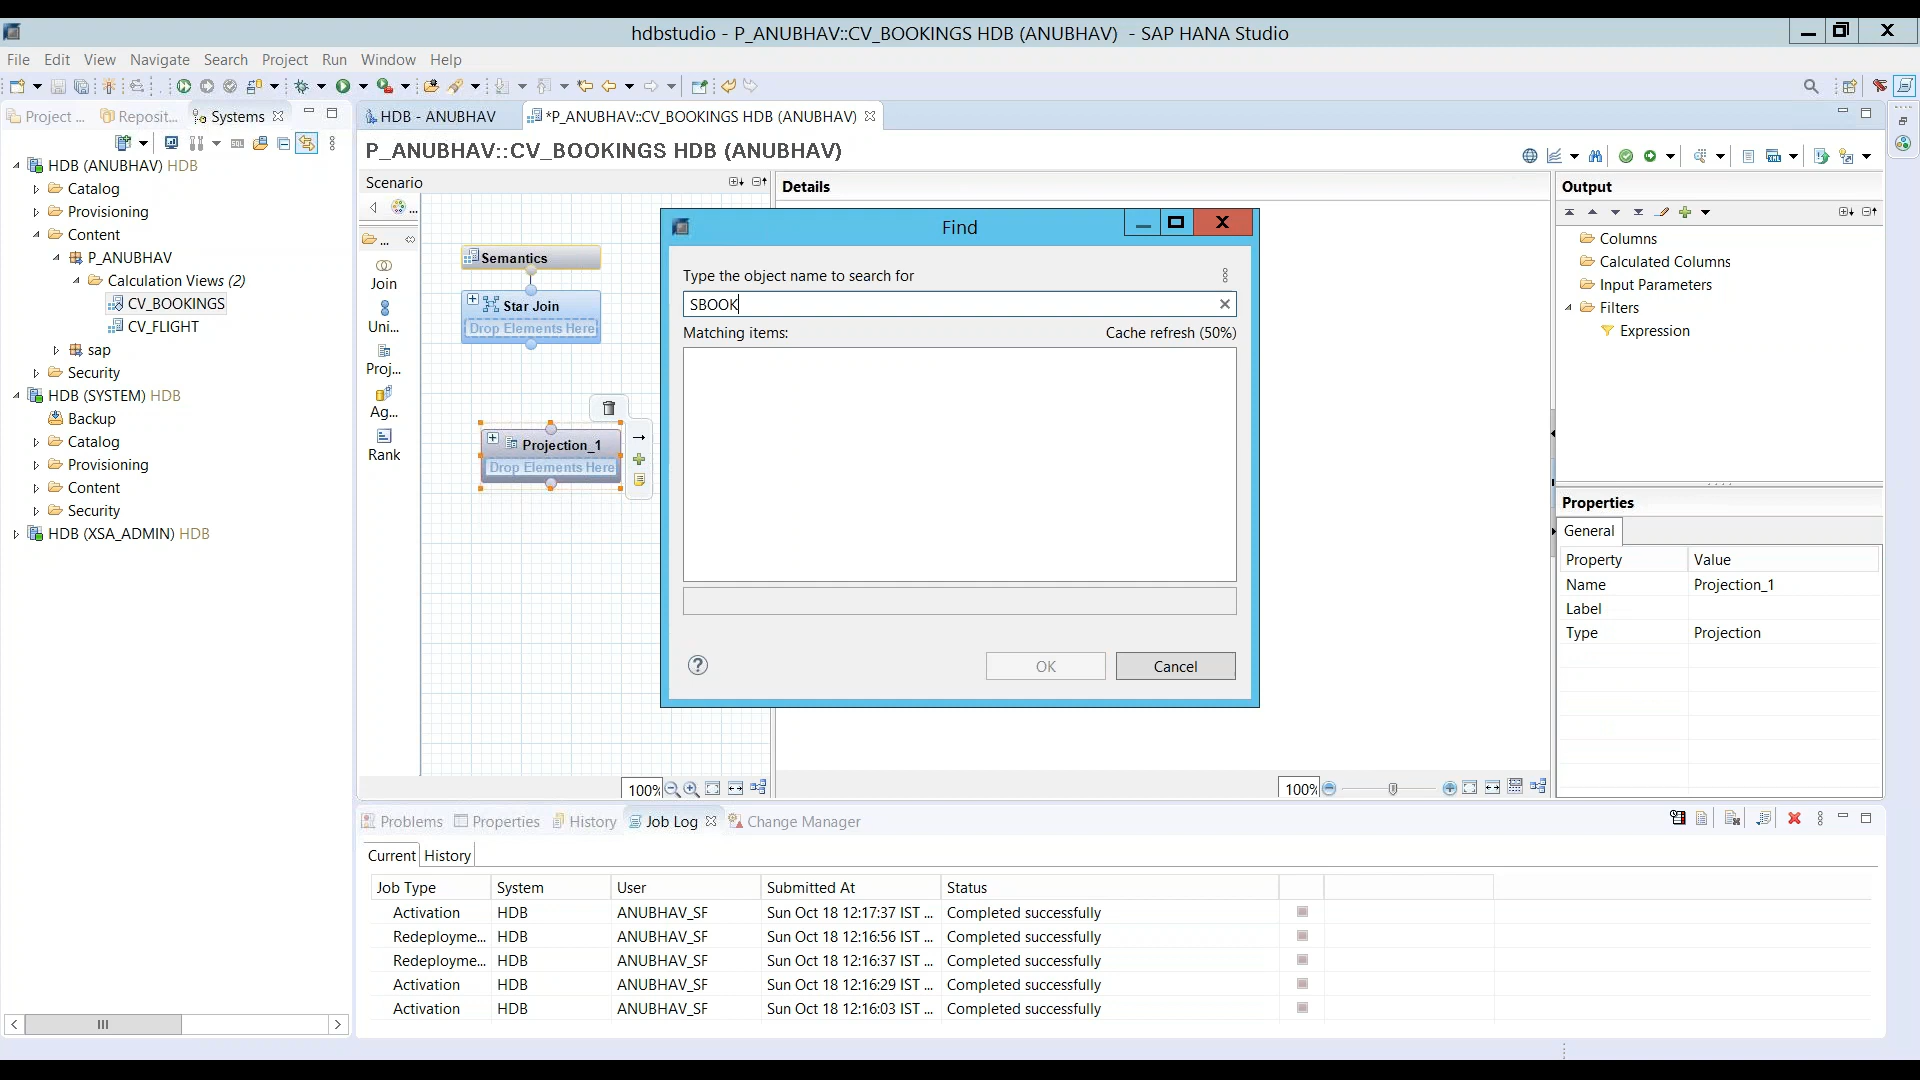 hdbstudio - P_ANUBHAV::CV_BOOKINGS HDB (ANUBHAV) - SAP HANA Studio
File Edit View Navigate Search Project Run Window Help
Project ... Reposit... Systems
HDB - ANUBHAV *P_ANUBHAV::CV_BOOKINGS HDB (ANUBHAV)
P_ANUBHAV::CV_BOOKINGS HDB (ANUBHAV)
HDB (ANUBHAV) HDB
Catalog
Provisioning
Content
P_ANUBHAV
Calculation Views (2)
CV_BOOKINGS
CV_FLIGHT
sap
Security
HDB (SYSTEM) HDB
Backup
Catalog
Provisioning
Content
Security
HDB (XSA_ADMIN) HDB
Scenario
...
...
Join
Uni...
Proj...
Ag...
Rank
Semantics
Star Join
Drop Elements Here
Projection_1
Drop Elements Here
100%
Details
Find
Type the object name to search for
SBOOK
Matching items: Cache refresh (50%)
OK Cancel
100%
Output
Columns
Calculated Columns
Input Parameters
Filters
Expression
Properties
General
Property Value
Name Projection_1
Label
Type Projection
Problems Properties History Job Log Change Manager
Current History
Job Type System User Submitted At Status
Activation HDB ANUBHAV_SF Sun Oct 18 12:17:37 IST ... Completed successfully
Redeployme... HDB ANUBHAV_SF Sun Oct 18 12:16:56 IST ... Completed successfully
Redeployme... HDB ANUBHAV_SF Sun Oct 18 12:16:37 IST ... Completed successfully
Activation HDB ANUBHAV_SF Sun Oct 18 12:16:29 IST ... Completed successfully
Activation HDB ANUBHAV_SF Sun Oct 18 12:16:03 IST ... Completed successfully